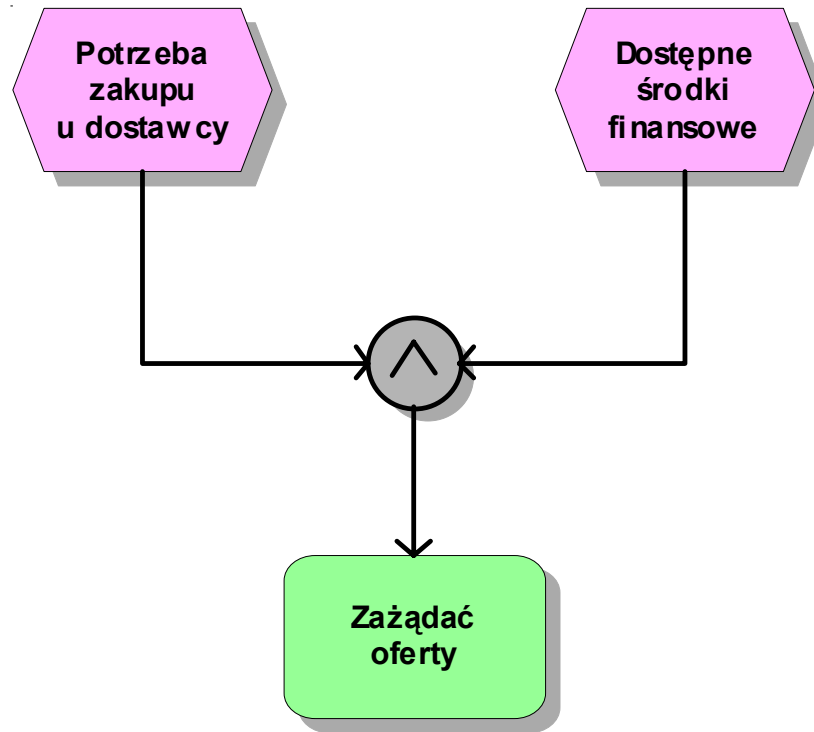 Potrzeba
zakupu
u dostawcy
Dostępne
środki
finansowe
Zażądać
oferty